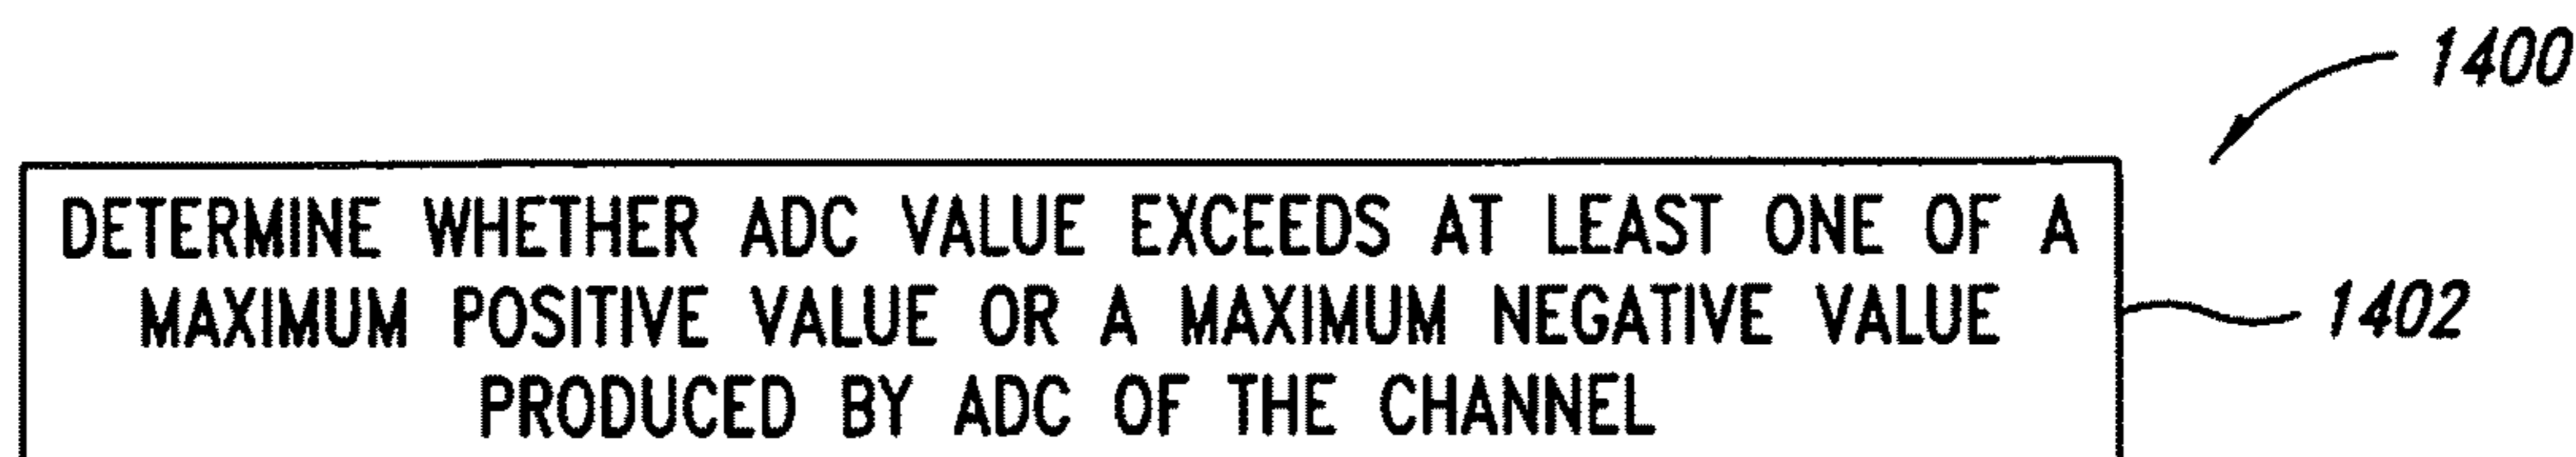 1400
DETERMINE WHETHER ADC VALUE EXCEEDS AT LEAST ONE OF A
MAXIMUM POSITIVE VALUE OR A MAXIMUM NEGATIVE VALUE
1402
PRODUCED BY ADC OF THE CHANNEL